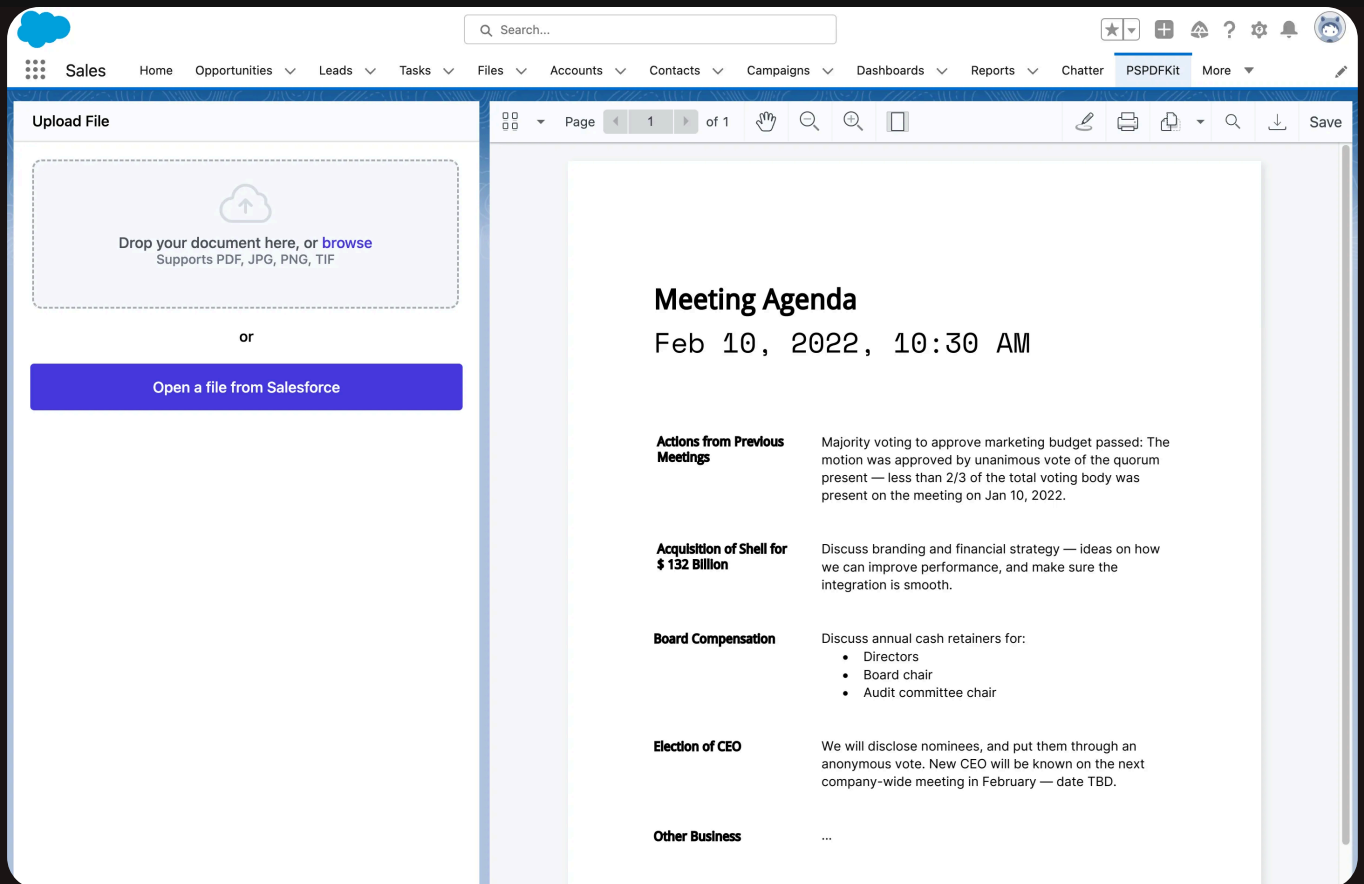 Search...
Sales
Home
Opportunities
Leads
Tasks
Files
Accounts
Contacts
Campaigns
Dashboards
Reports
Chatter
PSPDFKit
More
Upload File
Drop your document here, or browse
Supports PDF, JPG, PNG, TIF
or
Open a file from Salesforce
Page 1 of 1
Save
Meeting Agenda
Feb 10, 2022, 10:30 AM
Actions from Previous
Meetings
Majority voting to approve marketing budget passed: The
motion was approved by unanimous vote of the quorum
present — less than 2/3 of the total voting body was
present on the meeting on Jan 10, 2022.
Acquisition of Shell for
$ 132 Billion
Discuss branding and financial strategy — ideas on how
we can improve performance, and make sure the
integration is smooth.
Board Compensation
Discuss annual cash retainers for:
• Directors
• Board chair
• Audit committee chair
Election of CEO
We will disclose nominees, and put them through an
anonymous vote. New CEO will be known on the next
company-wide meeting in February — date TBD.
Other Business
...